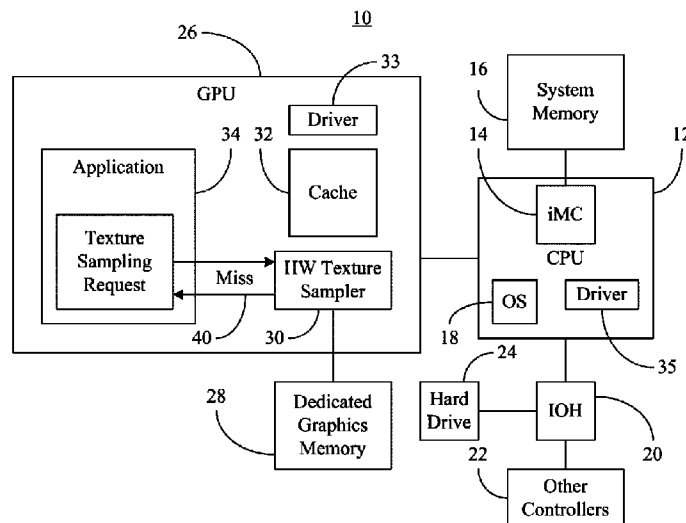 10
26
33
GPU
Driver
34
32
Application
Cache
Texture
Sampling
Request
Miss
HW Texture
Sampler
40
30
28
Dedicated
Graphics
Memory
16
System
Memory
14
12
iMC
CPU
OS
Driver
18
24
35
Hard
Drive
IOH
22
20
Other
Controllers